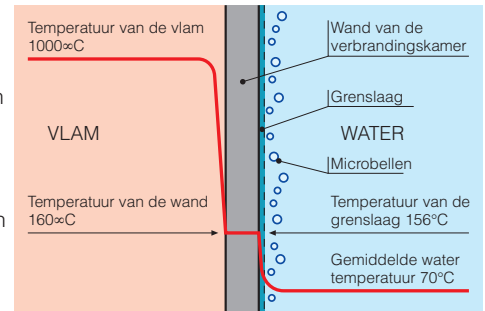 Temperatuur van de vlam
1000∝C
Wand van de
verbrandingskamer
n
Grenslaag
VLAM
WATER
Microbellen
Temperatuur van de wand
160∝C
n
Temperatuur van de
grenslaag 156°C
Gemiddelde water
temperatuur 70°C